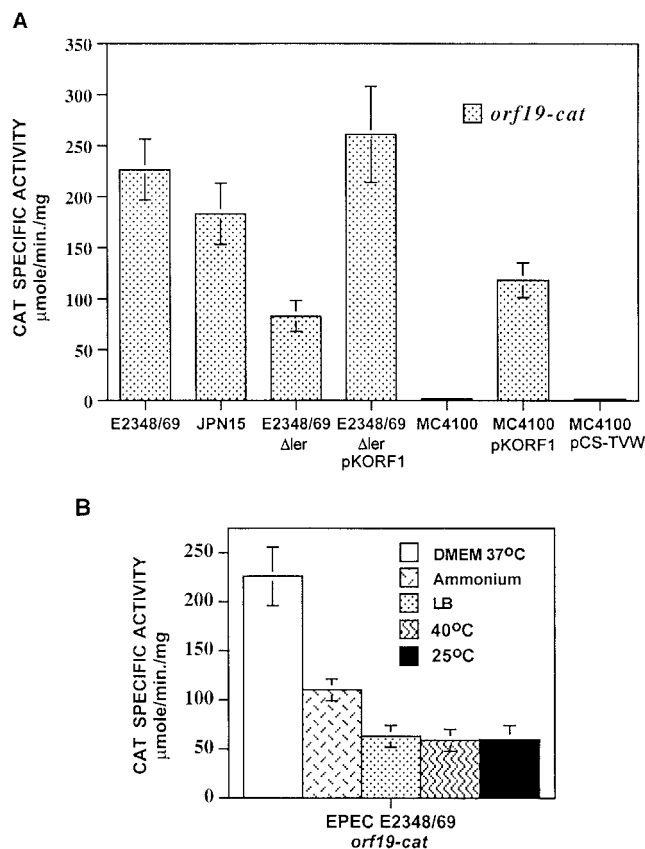 A
CAT SPECIFIC ACTIVITY
µmole/min./mg
350
300
250
200
150
100
50
0
orf19-cat
E2348/69
JPN15
E2348/69
Δler
E2348/69
Δler
pKORF1
MC4100
MC4100
pKORF1
MC4100
pCS-TVW
B
CAT SPECIFIC ACTIVITY
µmole/min./mg
250
200
150
100
50
0
DMEM 37ºC
Ammonium
LB
40ºC
25ºC
EPEC E2348/69
orf19-cat